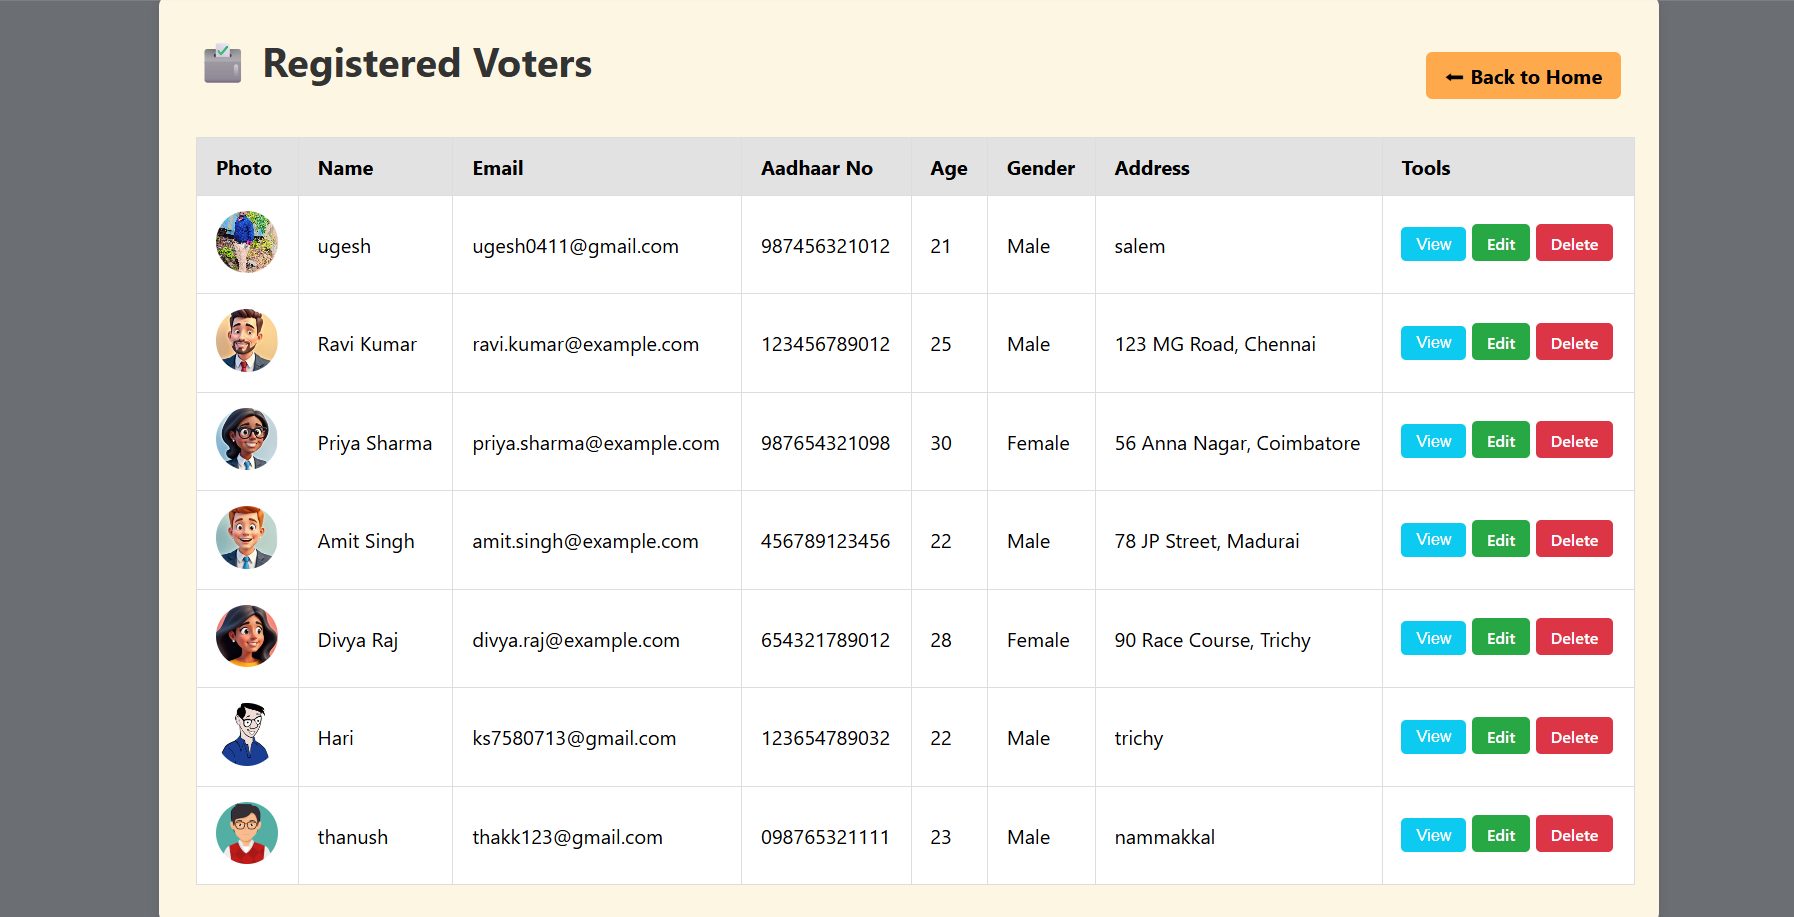 Registered Voters
⬅ Back to Home
Photo Name Email Aadhaar No Age Gender Address Tools
ugesh ugesh0411@gmail.com 987456321012 21 Male salem View Edit Delete
Ravi Kumar ravi.kumar@example.com 123456789012 25 Male 123 MG Road, Chennai View Edit Delete
Priya Sharma priya.sharma@example.com 987654321098 30 Female 56 Anna Nagar, Coimbatore View Edit Delete
Amit Singh amit.singh@example.com 456789123456 22 Male 78 JP Street, Madurai View Edit Delete
Divya Raj divya.raj@example.com 654321789012 28 Female 90 Race Course, Trichy View Edit Delete
Hari ks7580713@gmail.com 123654789032 22 Male trichy View Edit Delete
thanush thakk123@gmail.com 098765321111 23 Male nammakkal View Edit Delete